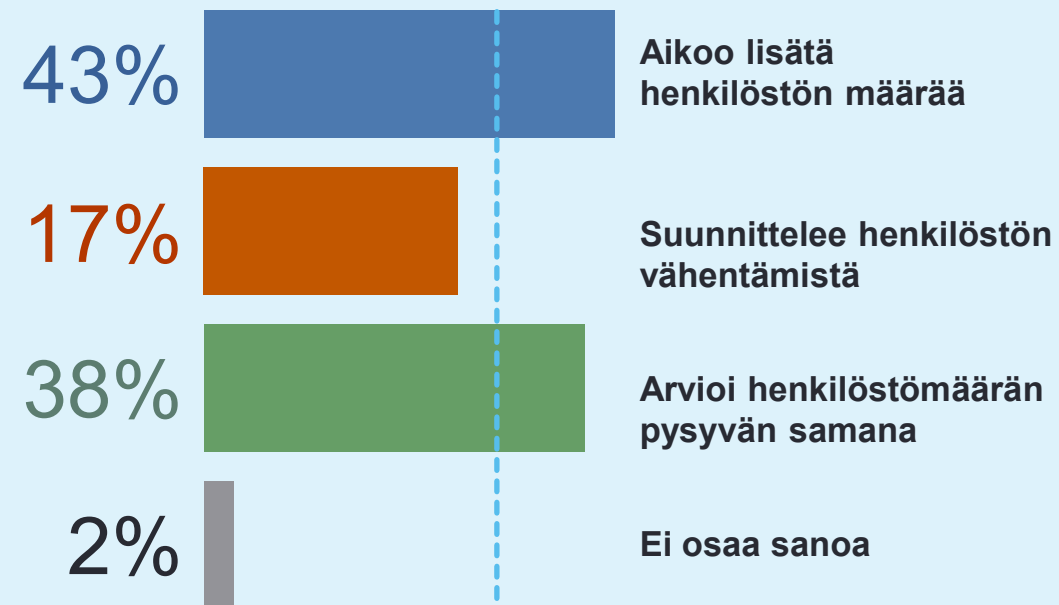 43%
Aikoo lisätä
henkilöstön määrää
17%
Suunnittelee henkilöstön
vähentämistä
38%
Arvioi henkilöstömäärän
pysyvän samana
2%
Ei osaa sanoa